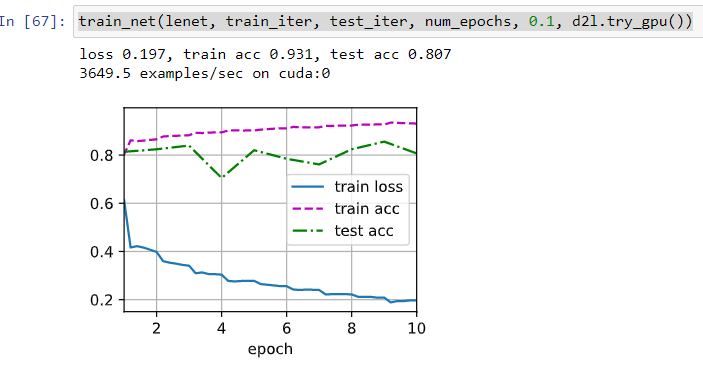 In [67]: train_net(lenet, train_iter, test_iter, num_epochs, 0.1, d2l.try_gpu())
loss 0.197, train acc 0.931, test acc 0.807
3649.5 examples/sec on cuda:0
0.8
0.6
0.4
0.2
train loss
train acc
test acc
2 4 6 8 10
epoch